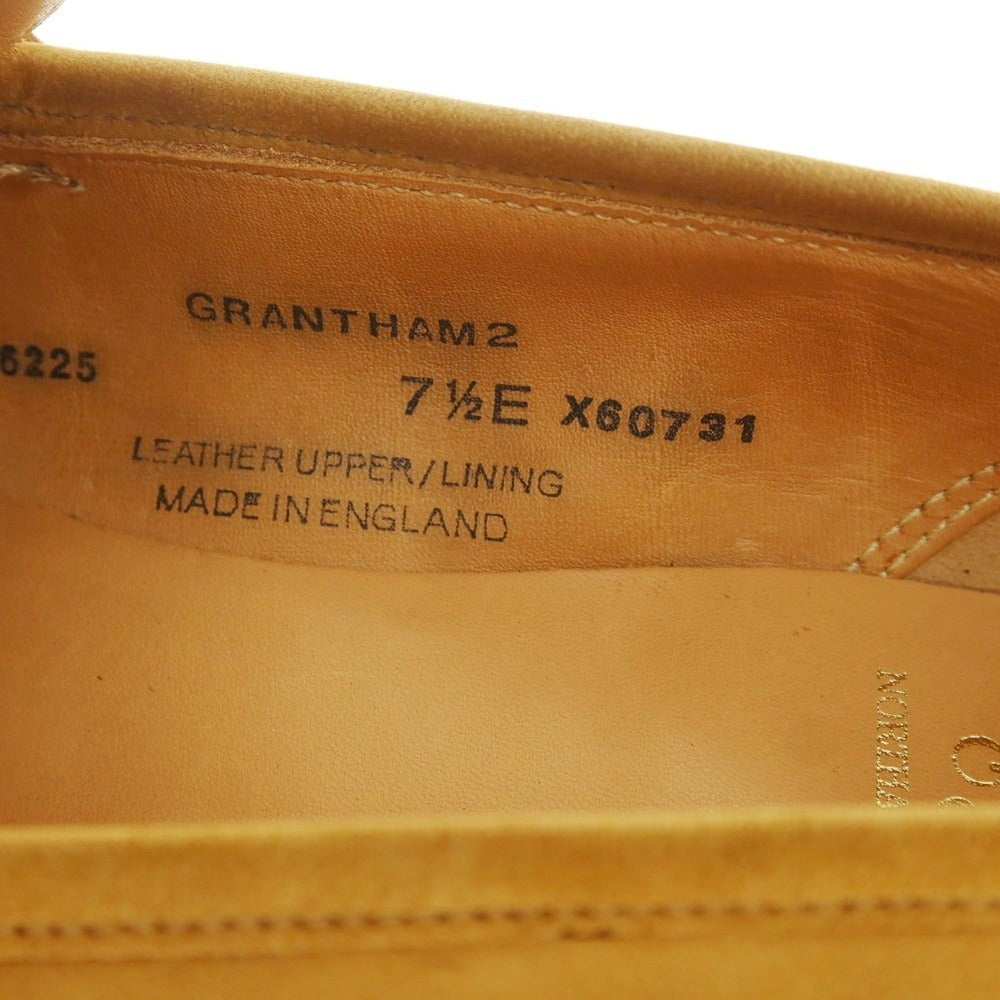 GRANTHAM2
6225
7½E X60731
LEATHER UPPER/LINING
MADE IN ENGLAND